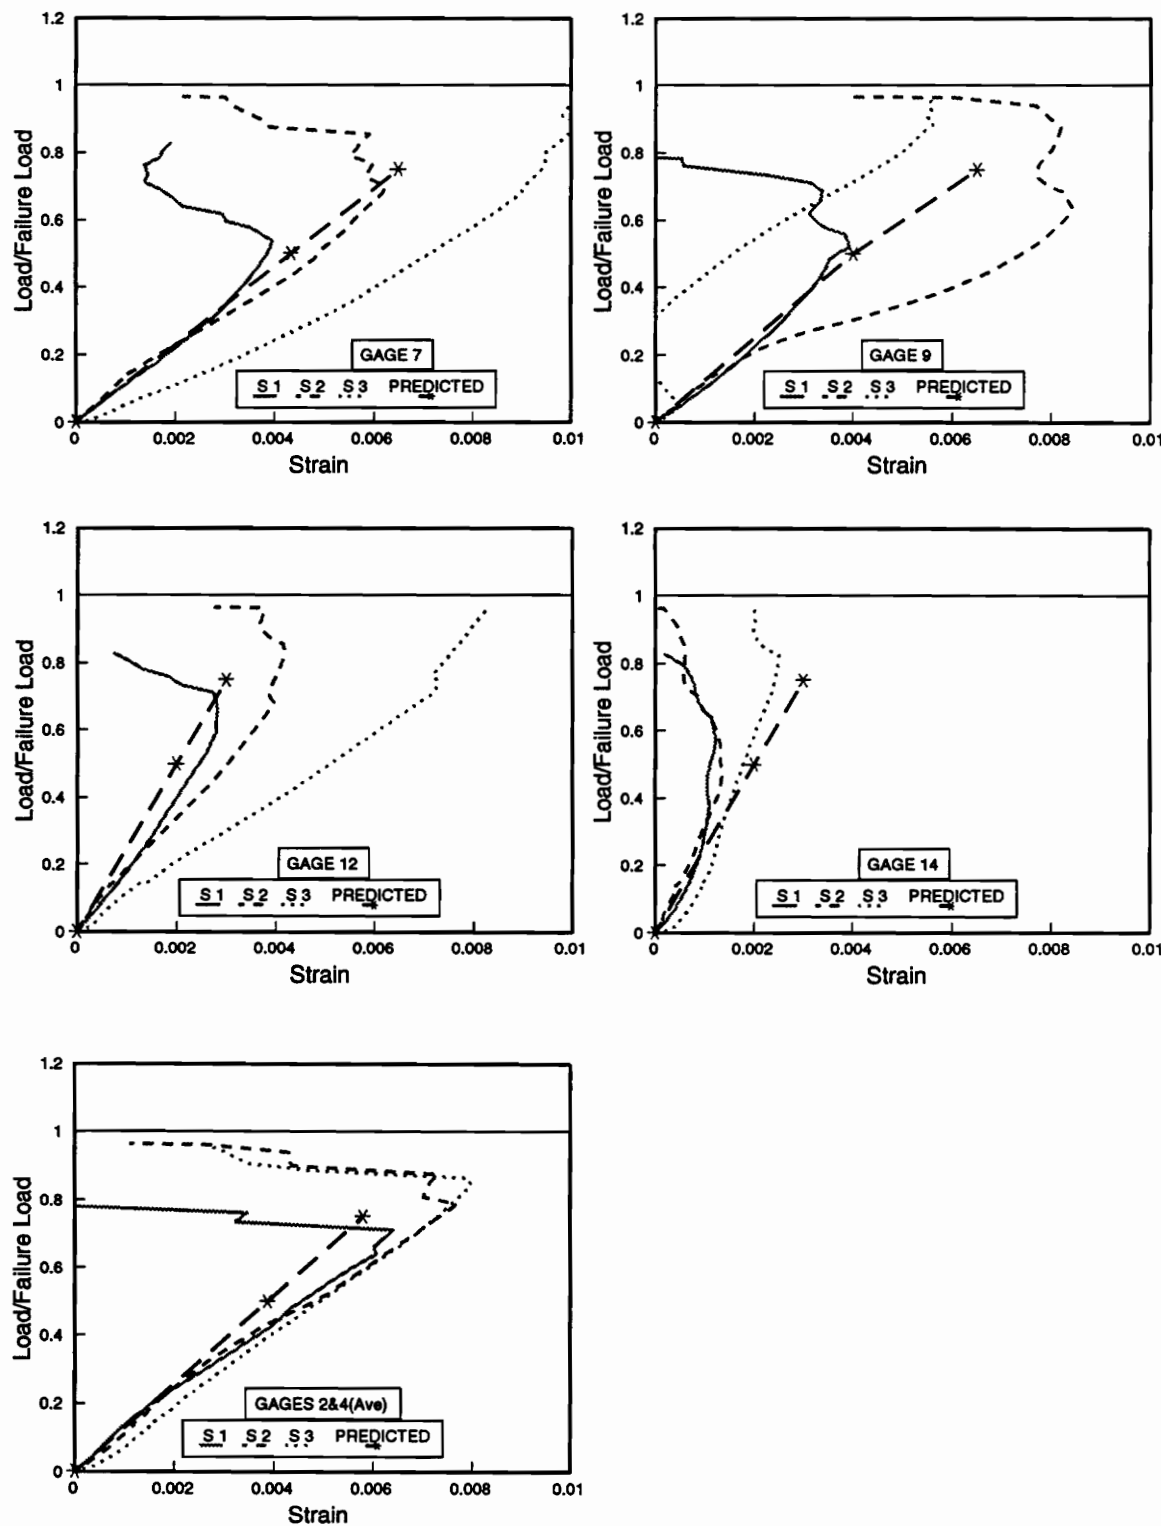 1.2
1
0.8
0.6
0.4
0.2
0
Load/Failure Load
GAGE 7
S 1 S 2 S 3 PREDICTED
0 0.002 0.004 0.006 0.008 0.01
Strain
1.2
1
0.8
0.6
0.4
0.2
0
Load/Failure Load
GAGE 9
S 1 S 2 S 3 PREDICTED
0 0.002 0.004 0.006 0.008 0.01
Strain
1.2
1
0.8
0.6
0.4
0.2
0
Load/Failure Load
GAGE 12
S 1 S 2 S 3 PREDICTED
0 0.002 0.004 0.006 0.008 0.01
Strain
1.2
1
0.8
0.6
0.4
0.2
0
Load/Failure Load
GAGE 14
S 1 S 2 S 3 PREDICTED
0 0.002 0.004 0.006 0.008 0.01
Strain
1.2
1
0.8
0.6
0.4
0.2
0
Load/Failure Load
GAGES 2&4(Ave)
S 1 S 2 S 3 PREDICTED
0 0.002 0.004 0.006 0.008 0.01
Strain